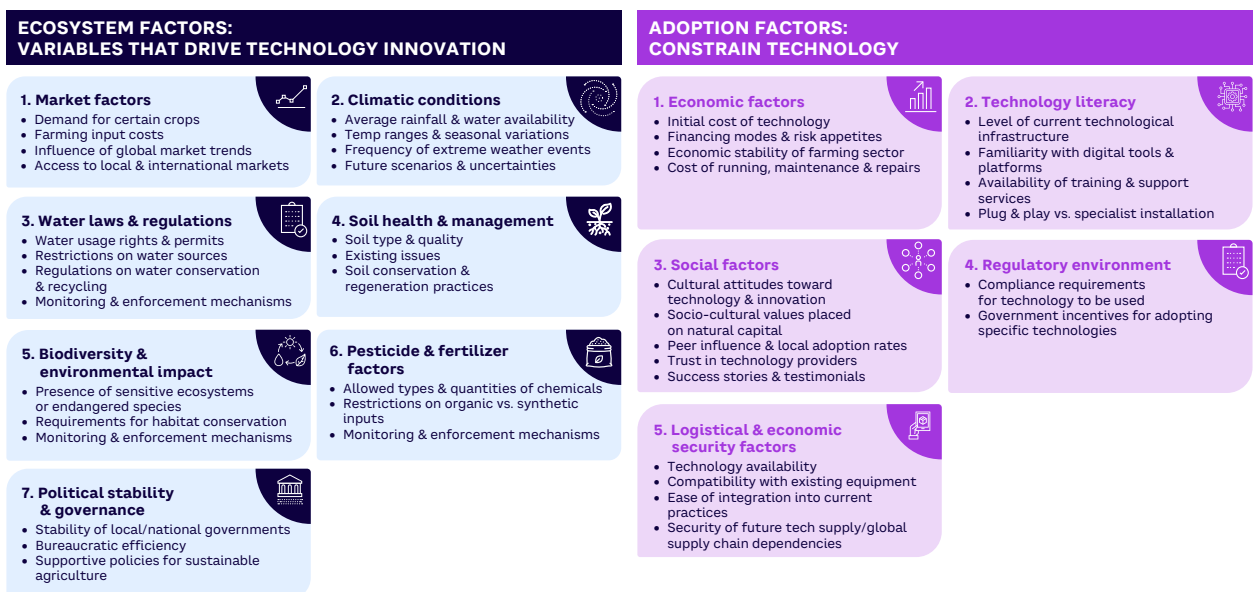 ECOSYSTEM FACTORS:
VARIABLES THAT DRIVE TECHNOLOGY INNOVATION
1. Market factors
• Demand for certain crops
• Farming input costs
• Influence of global market trends
• Access to local & international markets
2. Climatic conditions
• Average rainfall & water availability
• Temp ranges & seasonal variations
• Frequency of extreme weather events
• Future scenarios & uncertainties
3. Water laws & regulations
• Water usage rights & permits
• Restrictions on water sources
• Regulations on water conservation
& recycling
• Monitoring & enforcement mechanisms
4. Soil health & management
• Soil type & quality
• Existing issues
• Soil conservation &
regeneration practices
5. Biodiversity &
environmental impact
• Presence of sensitive ecosystems
or endangered species
• Requirements for habitat conservation
• Monitoring & enforcement mechanisms
6. Pesticide & fertilizer
factors
• Allowed types & quantities of chemicals
• Restrictions on organic vs. synthetic
inputs
• Monitoring & enforcement mechanisms
7. Political stability
& governance
• Stability of local/national governments
• Bureaucratic efficiency
• Supportive policies for sustainable
agriculture
ADOPTION FACTORS:
CONSTRAIN TECHNOLOGY
1. Economic factors
• Initial cost of technology
• Financing modes & risk appetites
• Economic stability of farming sector
• Cost of running, maintenance & repairs
2. Technology literacy
• Level of current technological
infrastructure
• Familiarity with digital tools &
platforms
• Availability of training & support
services
• Plug & play vs. specialist installation
3. Social factors
• Cultural attitudes toward
technology & innovation
• Socio-cultural values placed
on natural capital
• Peer influence & local adoption rates
• Trust in technology providers
• Success stories & testimonials
4. Regulatory environment
• Compliance requirements
for technology to be used
• Government incentives for adopting
specific technologies
5. Logistical & economic
security factors
• Technology availability
• Compatibility with existing equipment
• Ease of integration into current
practices
• Security of future tech supply/global
supply chain dependencies